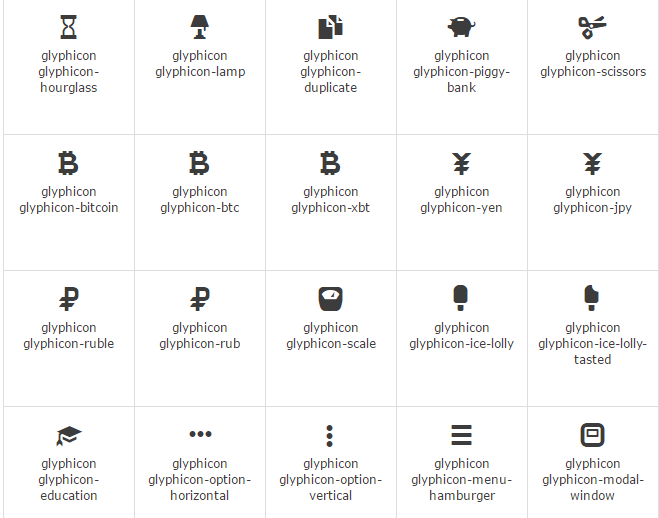 glyphicon
glyphicon-
hourglass
glyphicon
glyphicon-lamp
glyphicon
glyphicon-
duplicate
glyphicon
glyphicon-piggy-
bank
glyphicon
glyphicon-scissors
glyphicon
glyphicon-bitcoin
glyphicon
glyphicon-btc
glyphicon
glyphicon-xbt
glyphicon
glyphicon-yen
glyphicon
glyphicon-jpy
glyphicon
glyphicon-ruble
glyphicon
glyphicon-rub
glyphicon
glyphicon-scale
glyphicon
glyphicon-ice-lolly
glyphicon
glyphicon-ice-lolly-
tasted
glyphicon
glyphicon-
education
glyphicon
glyphicon-option-
horizontal
glyphicon
glyphicon-option-
vertical
glyphicon
glyphicon-menu-
hamburger
glyphicon
glyphicon-modal-
window